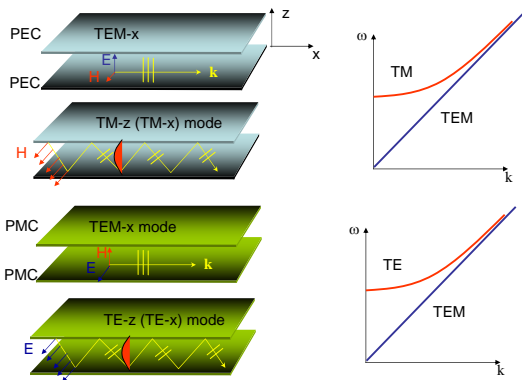 PEC
TEM-x
E
H
k
PEC
z
x
TM-z (TM-x) mode
H
ω
TM
TEM
k
PMC
TEM-x mode
H
E
k
PMC
TE-z (TE-x) mode
E
ω
TE
TEM
k